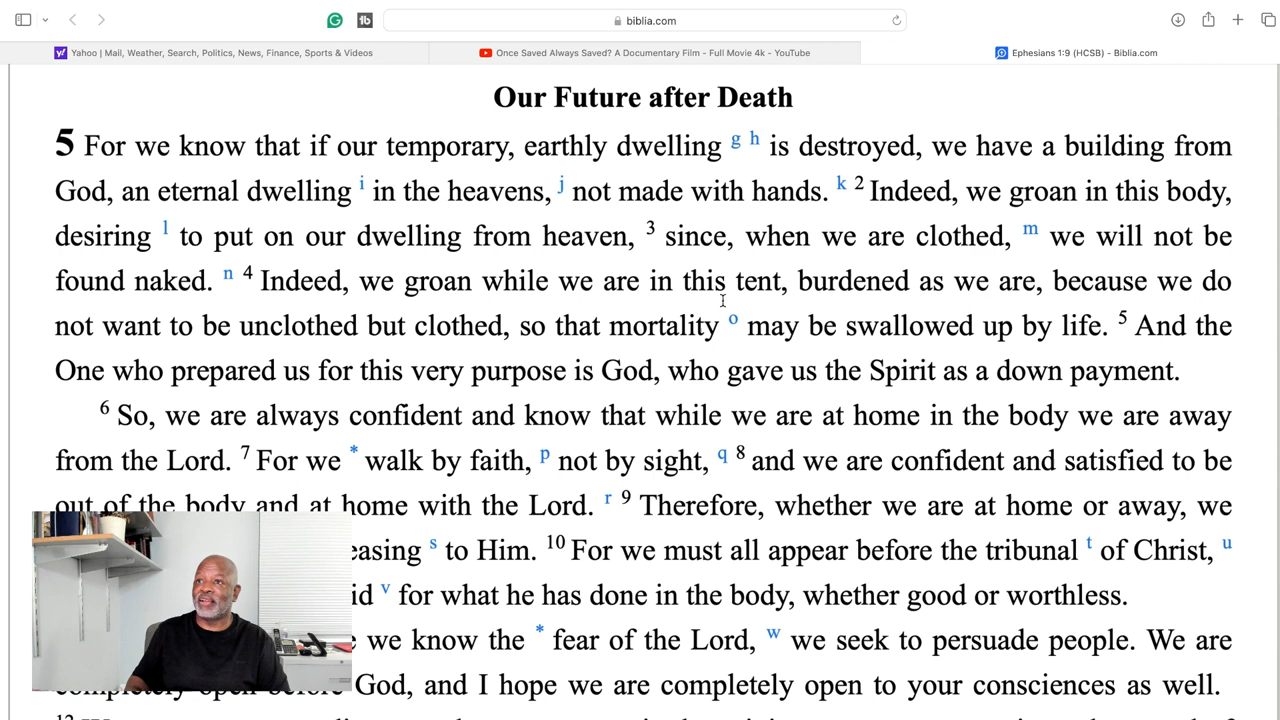 biblia.com
Yahoo | Mail, Weather, Search, Politics, News, Finance, Sports & Videos
Once Saved Always Saved? A Documentary Film - Full Movie 4k - YouTube
Ephesians 1:9 (HCSB) - Biblia.com
Our Future after Death
5 For we know that if our temporary, earthly dwelling g h is destroyed, we have a building from
God, an eternal dwelling i in the heavens, j not made with hands. k 2 Indeed, we groan in this body,
desiring l to put on our dwelling from heaven, 3 since, when we are clothed, m we will not be
found naked. n 4 Indeed, we groan while we are in this tent, burdened as we are, because we do
not want to be unclothed but clothed, so that mortality o may be swallowed up by life. 5 And the
One who prepared us for this very purpose is God, who gave us the Spirit as a down payment.
6 So, we are always confident and know that while we are at home in the body we are away
from the Lord. 7 For we * walk by faith, p not by sight, q 8 and we are confident and satisfied to be
out of the body and at home with the Lord. r 9 Therefore, whether we are at home or away, we
easing s to Him. 10 For we must all appear before the tribunal t of Christ, u
id v for what he has done in the body, whether good or worthless.
we know the * fear of the Lord, w we seek to persuade people. We are
completely open before God, and I hope we are completely open to your consciences as well.